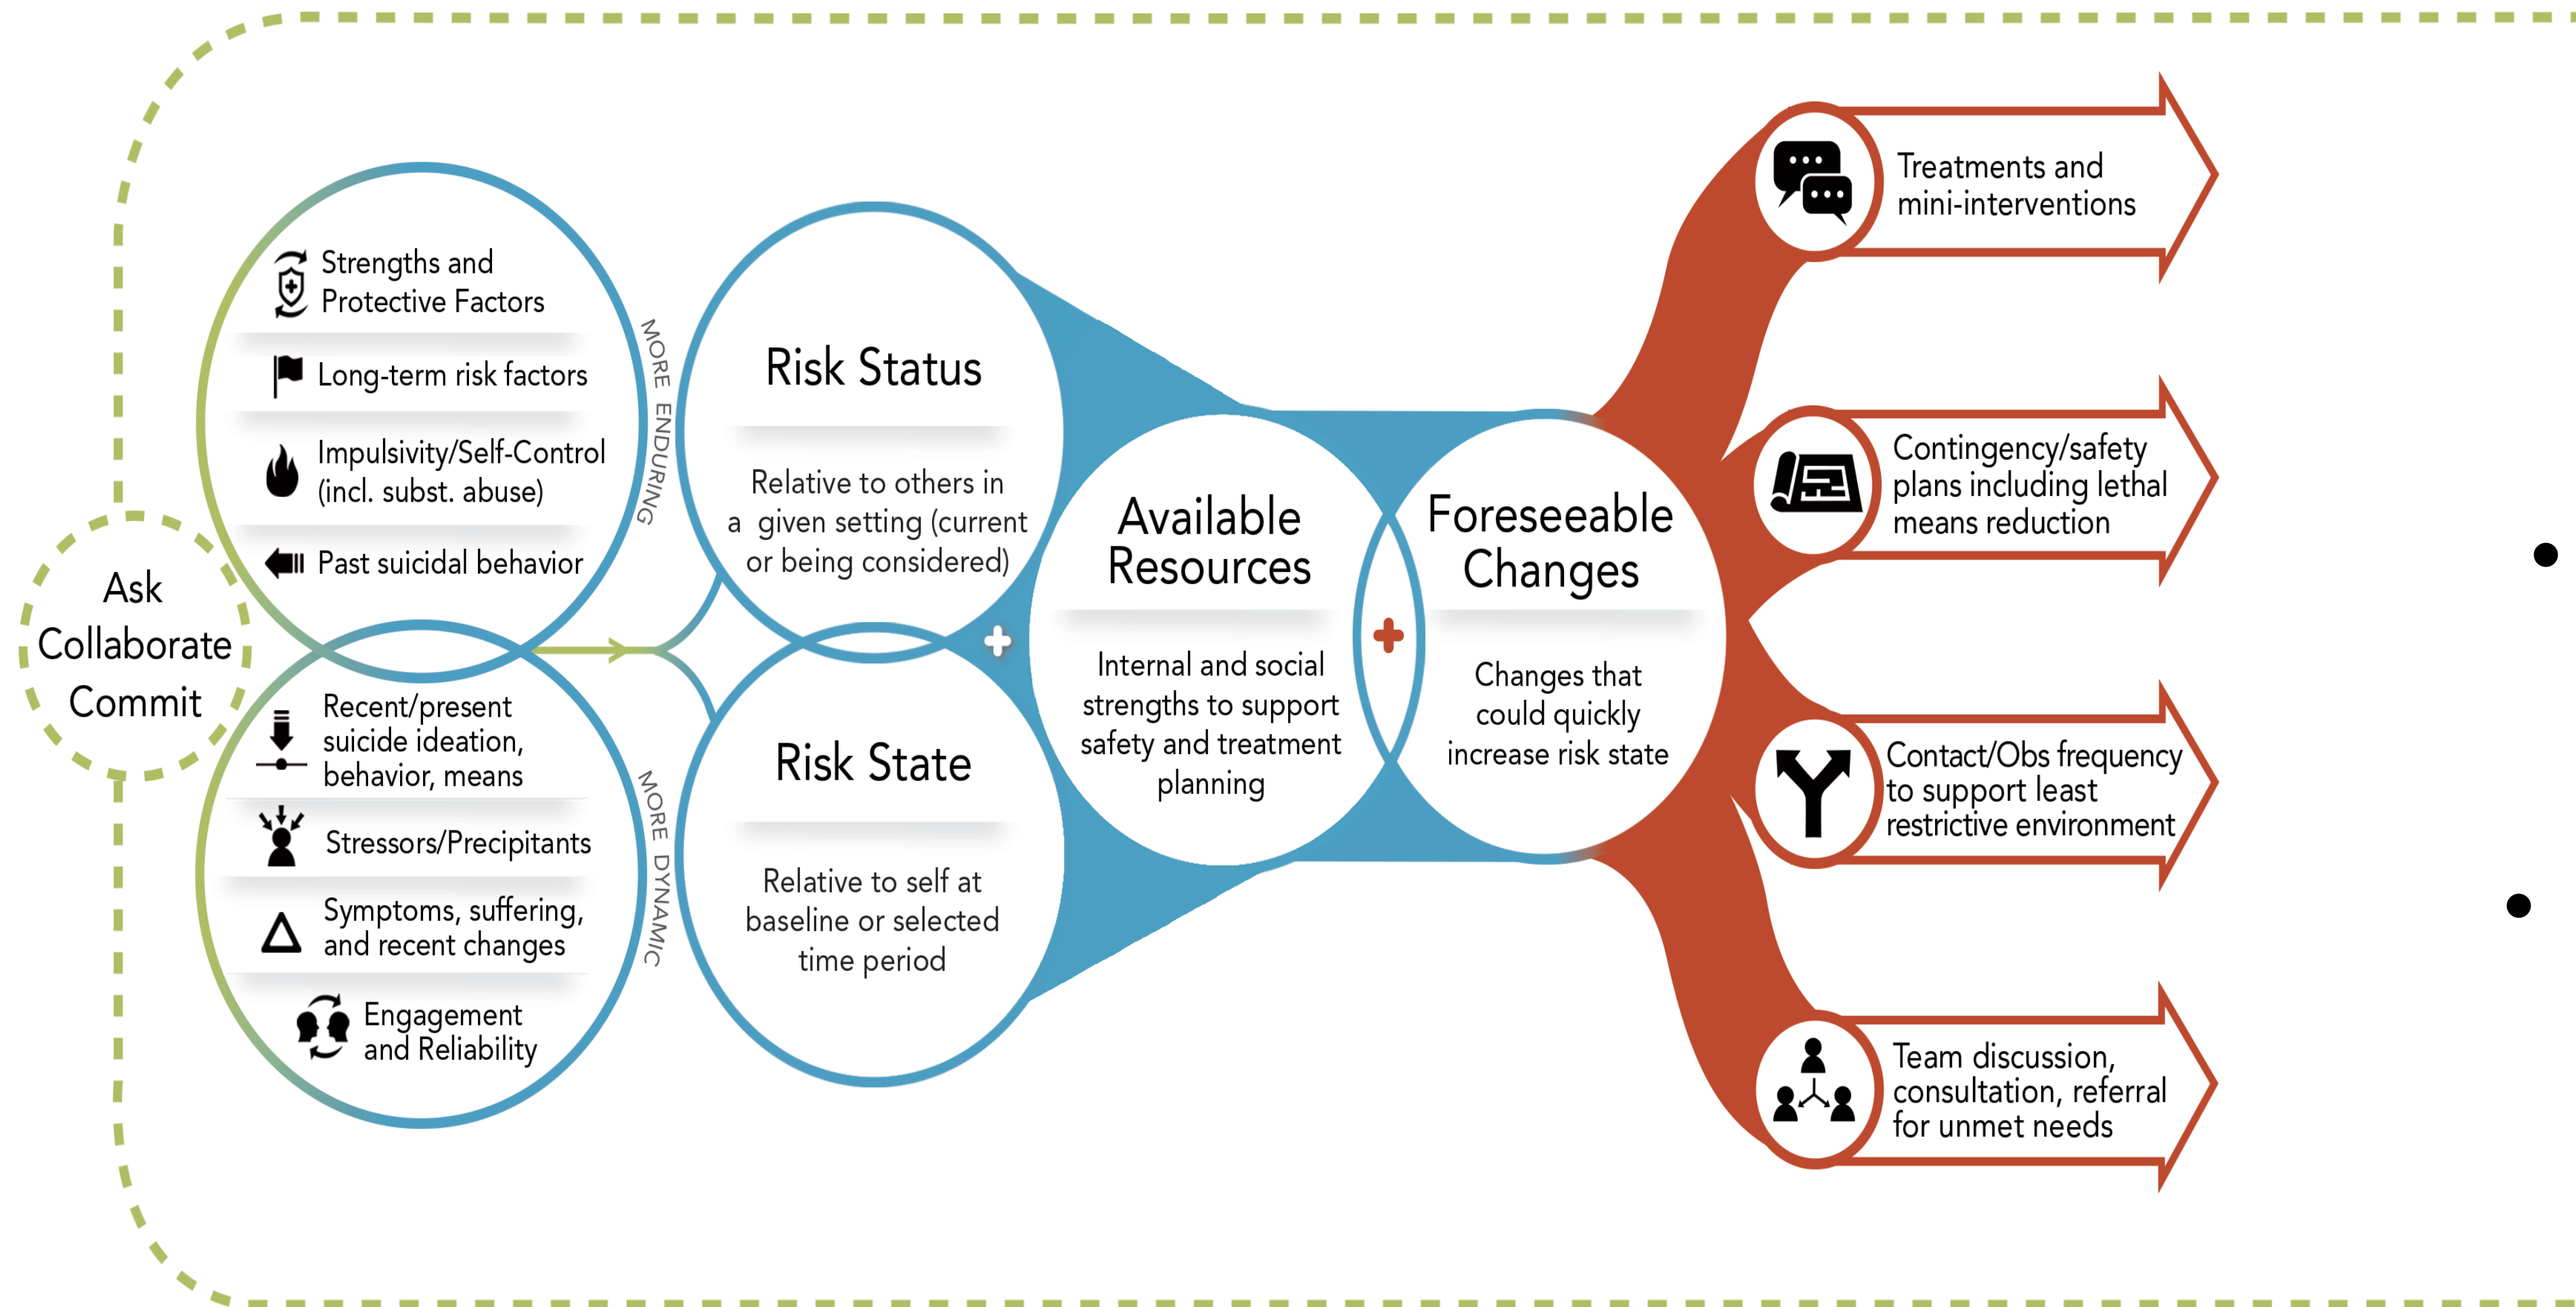 Ask
Collaborate
Commit
Strengths and
Protective Factors
Long-term risk factors
Impulsivity/Self-Control
(incl. subst. abuse)
Past suicidal behavior
MORE ENDURING
Recent/present
suicide ideation,
behavior, means
Stressors/Precipitants
Symptoms, suffering,
and recent changes
Engagement
and Reliability
MORE DYNAMIC
Risk Status
Relative to others in
a given setting (current
or being considered)
Risk State
Relative to self at
baseline or selected
time period
Available
Resources
Internal and social
strengths to support
safety and treatment
planning
Foreseeable
Changes
Changes that
could quickly
increase risk state
Treatments and
mini-interventions
Contingency/safety
plans including lethal
means reduction
Contact/Obs frequency
to support least
restrictive environment
Team discussion,
consultation, referral
for unmet needs